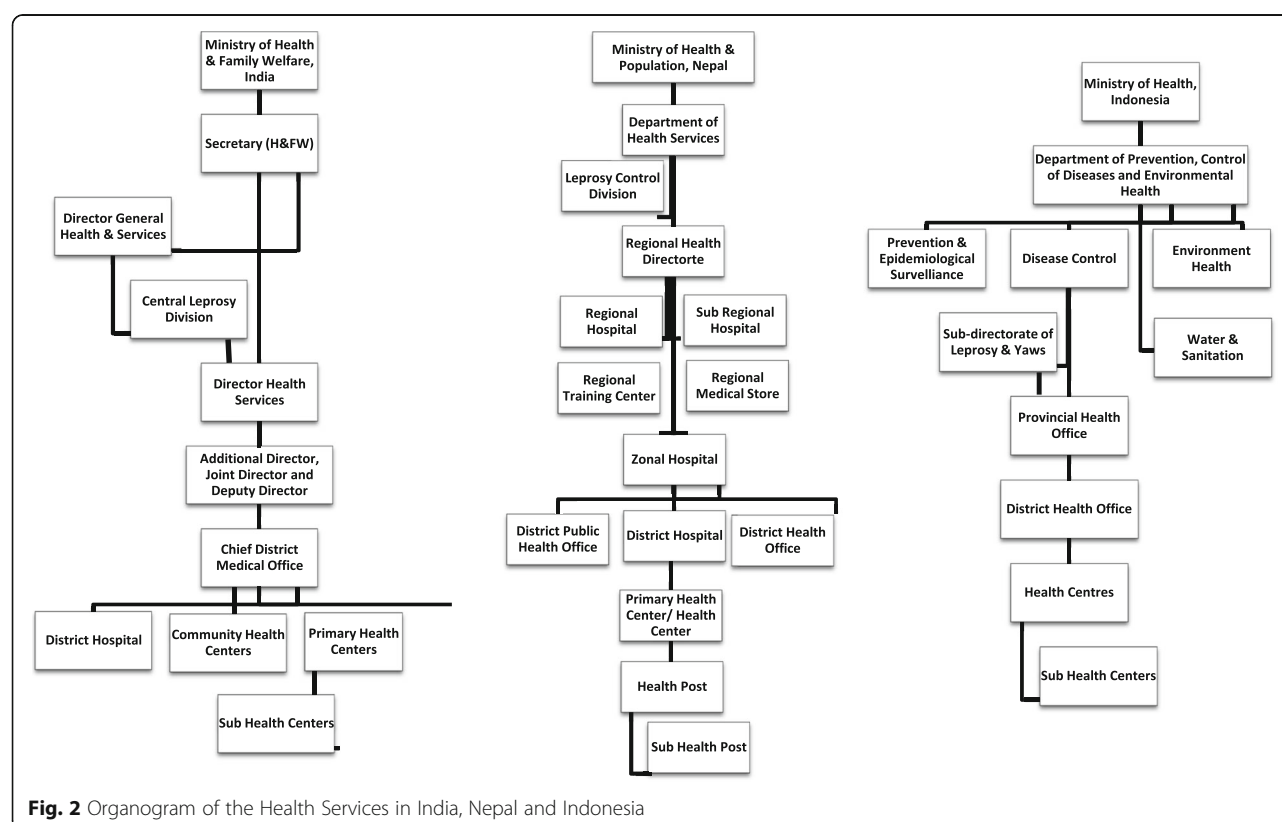 Ministry of Health
& Family Welfare,
India
Secretary (H&FW)
Director General
Health & Services
Central Leprosy
Division
Director Health
Services
Additional Director,
Joint Director and
Deputy Director
Chief District
Medical Office
District Hospital
Community Health
Centers
Primary Health
Centers
Sub Health Centers
Ministry of Health &
Population, Nepal
Department of
Health Services
Leprosy Control
Division
Regional Health
Directorte
Regional
Hospital
Sub Regional
Hospital
Regional
Training Center
Regional
Medical Store
Zonal Hospital
District Public
Health Office
District Hospital
District Health
Office
Primary Health
Center/ Health
Center
Health Post
Sub Health Post
Ministry of Health,
Indonesia
Department of Prevention, Control
of Diseases and Environmental
Health
Prevention &
Epidemiological
Survelliance
Disease Control
Environment
Health
Sub-directorate of
Leprosy & Yaws
Water &
Sanitation
Provincial Health
Office
District Health Office
Health Centres
Sub Health Centers
Fig. 2 Organogram of the Health Services in India, Nepal and Indonesia